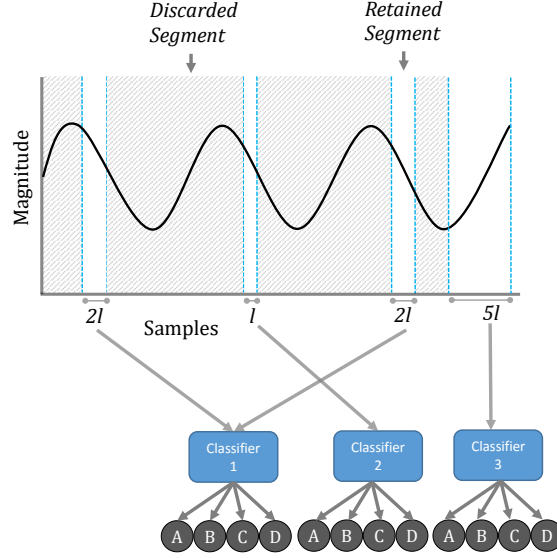 Discarded
Segment
Retained
Segment
Magnitude
2l
l
2l
5l
Samples
Classifier
1
Classifier
2
Classifier
3
A B C D
A B C D
A B C D